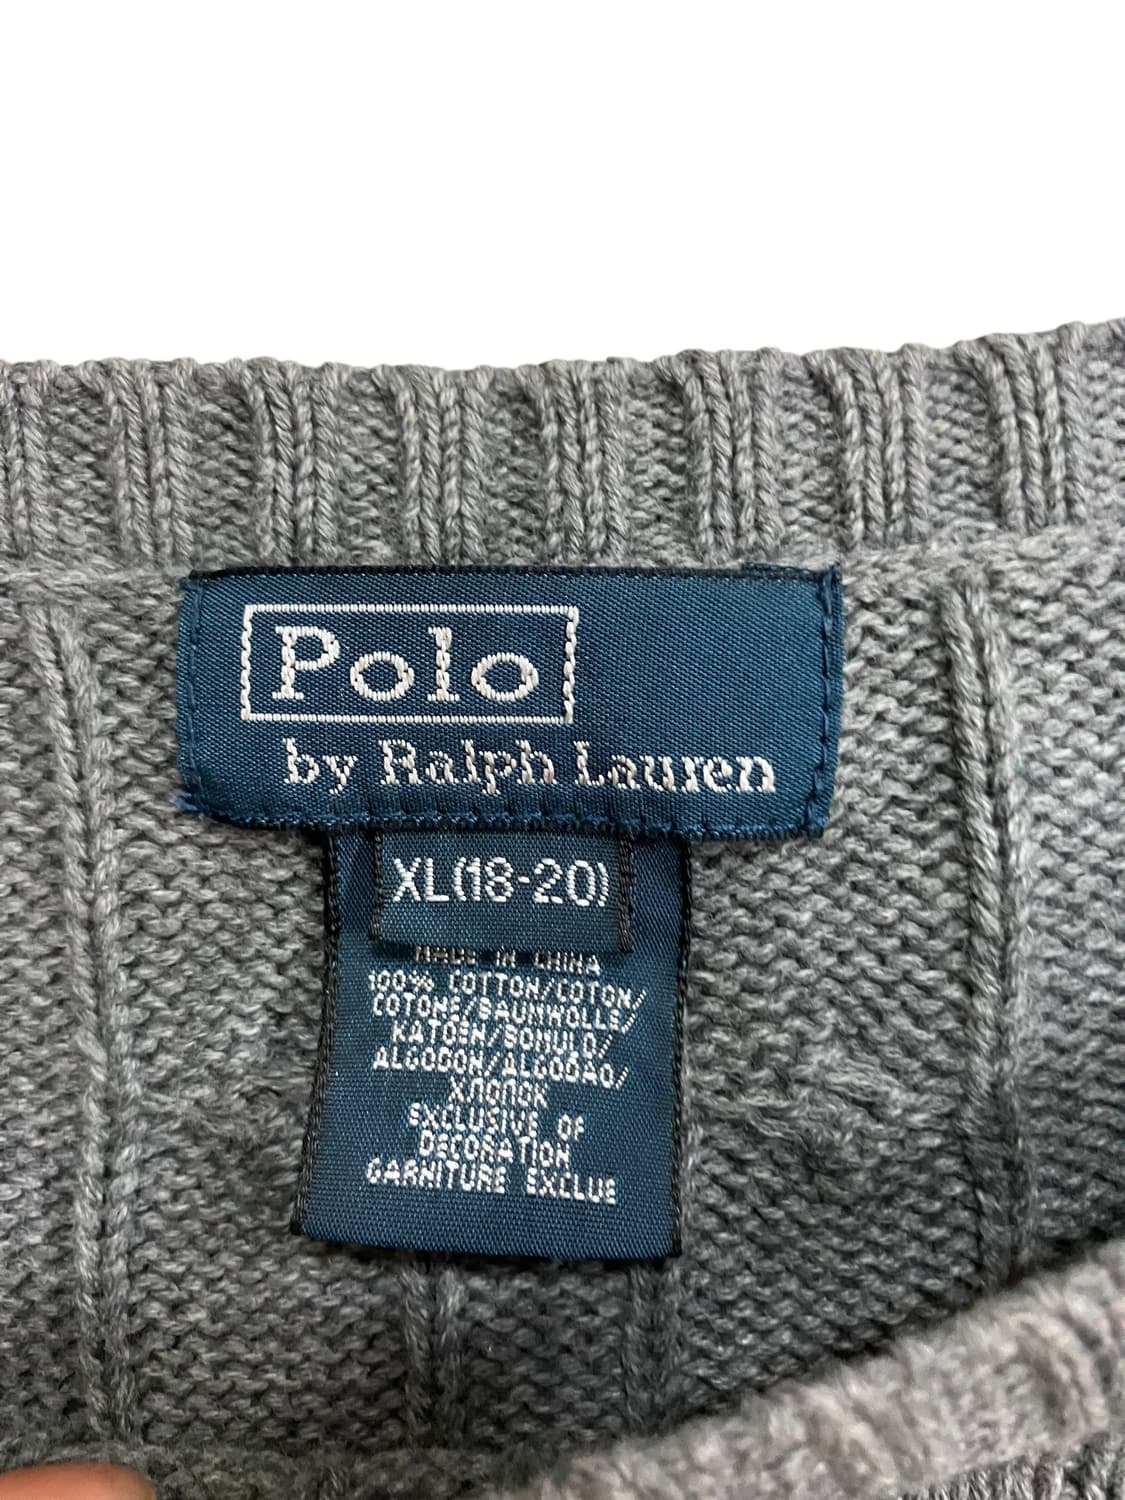 Polo
by Ralph Lauren
XL(18-20)
MADE IN CHINA
100% COTTON/COTON/
COTONE/BAUMWOLLE/
KATOEN/BOMULD/
ALGODON/ALGODAO/
ХЛОПОК
EXCLUSIVE OF
DECORATION
GARNITURE EXCLUE